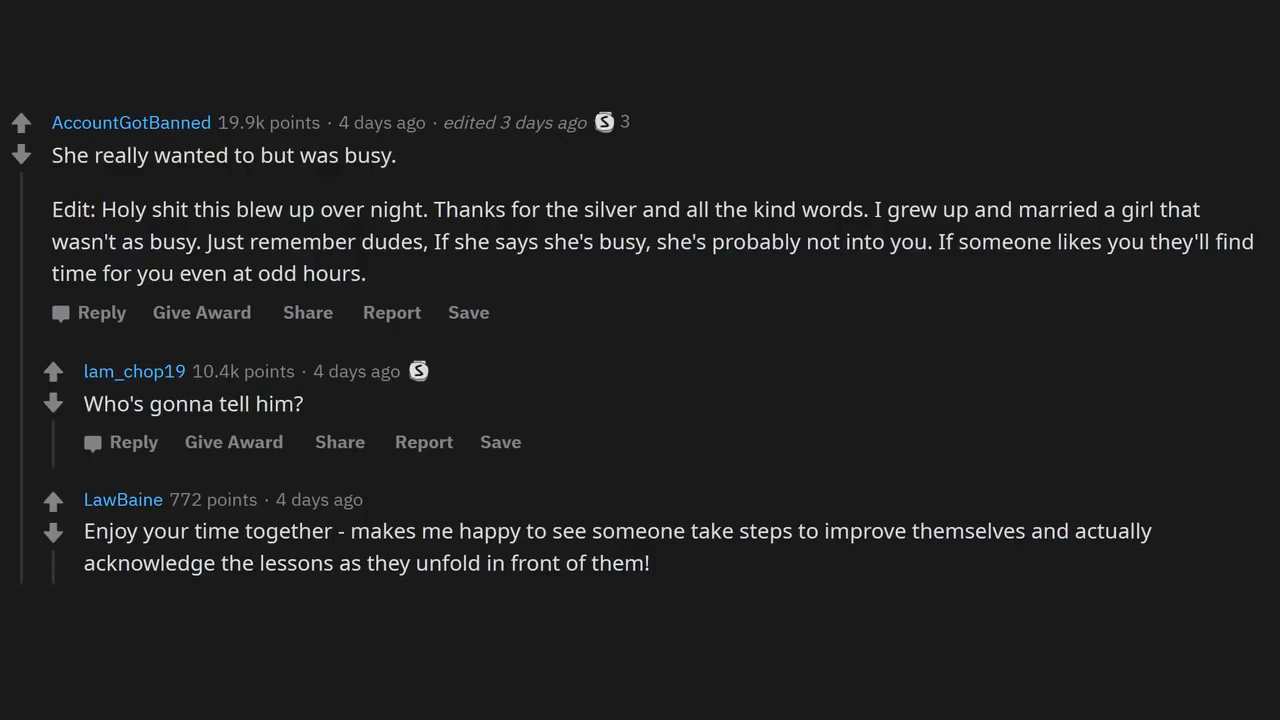 AccountGotBanned 19.9k points · 4 days ago · edited 3 days ago S 3
She really wanted to but was busy.
Edit: Holy shit this blew up over night. Thanks for the silver and all the kind words. I grew up and married a girl that
wasn't as busy. Just remember dudes, If she says she's busy, she's probably not into you. If someone likes you they'll find
time for you even at odd hours.
Reply Give Award Share Report Save
lam_chop19 10.4k points · 4 days ago S
Who's gonna tell him?
Reply Give Award Share Report Save
LawBaine 772 points · 4 days ago
Enjoy your time together - makes me happy to see someone take steps to improve themselves and actually
acknowledge the lessons as they unfold in front of them!